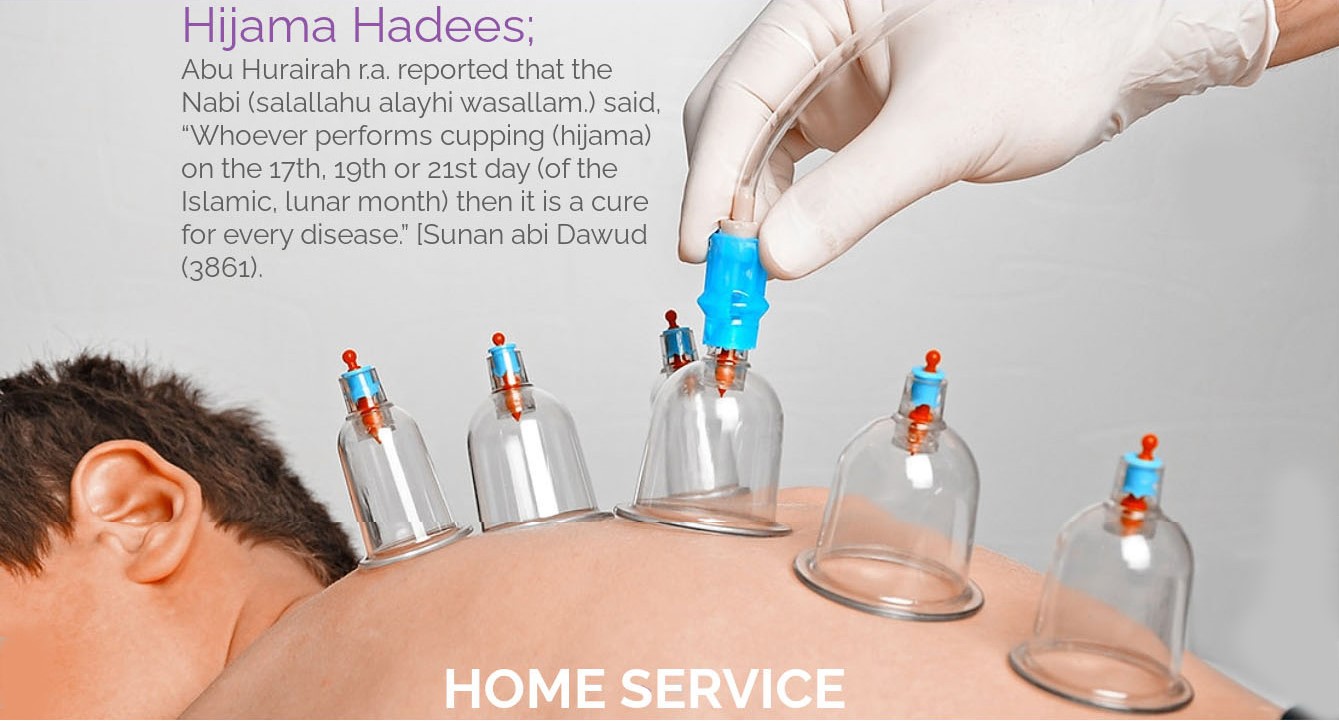 Hijama Hadees;
Abu Hurairah r.a. reported that the
Nabi (salallahu alayhi wasallam.) said,
“Whoever performs cupping (hijama)
on the 17th, 19th or 21st day (of the
Islamic, lunar month) then it is a cure
for every disease.” [Sunan abi Dawud
(3861).
HOME SERVICE